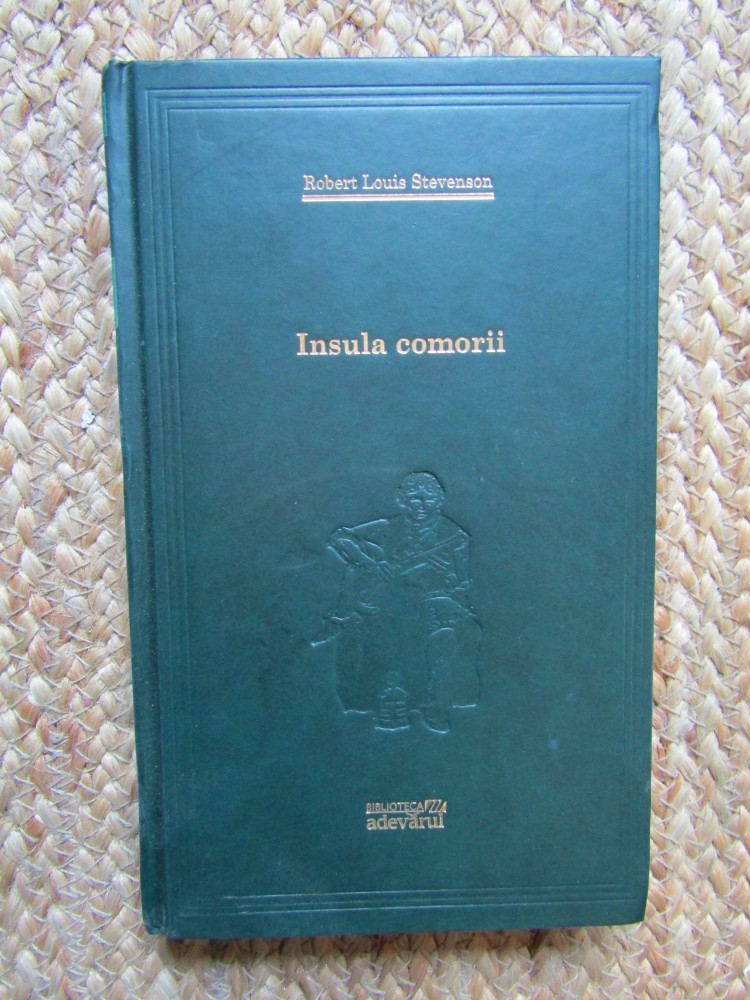 Robert Louis Stevenson
Insula comorii
BIBLIOTECA
adevărul